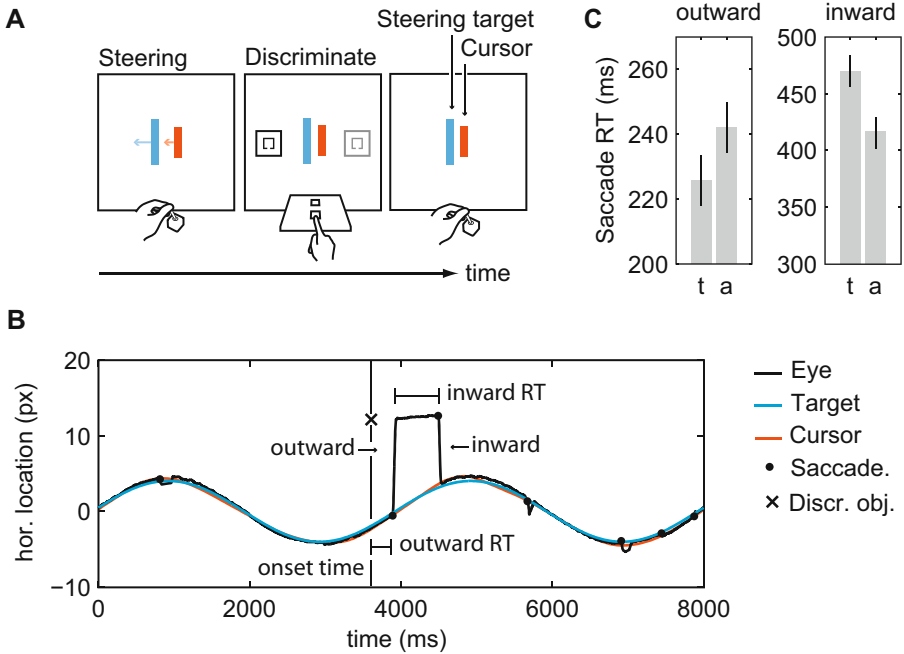 A
Steering
Discriminate
Steering target
Cursor
time
C
outward
inward
Saccade RT (ms)
260
240
220
200
t a
500
450
400
350
300
t a
B
hor. location (px)
20
10
0
−10
inward RT
outward
inward
outward RT
onset time
0 2000 4000 6000 8000
time (ms)
Eye
Target
Cursor
Saccade.
Discr. obj.